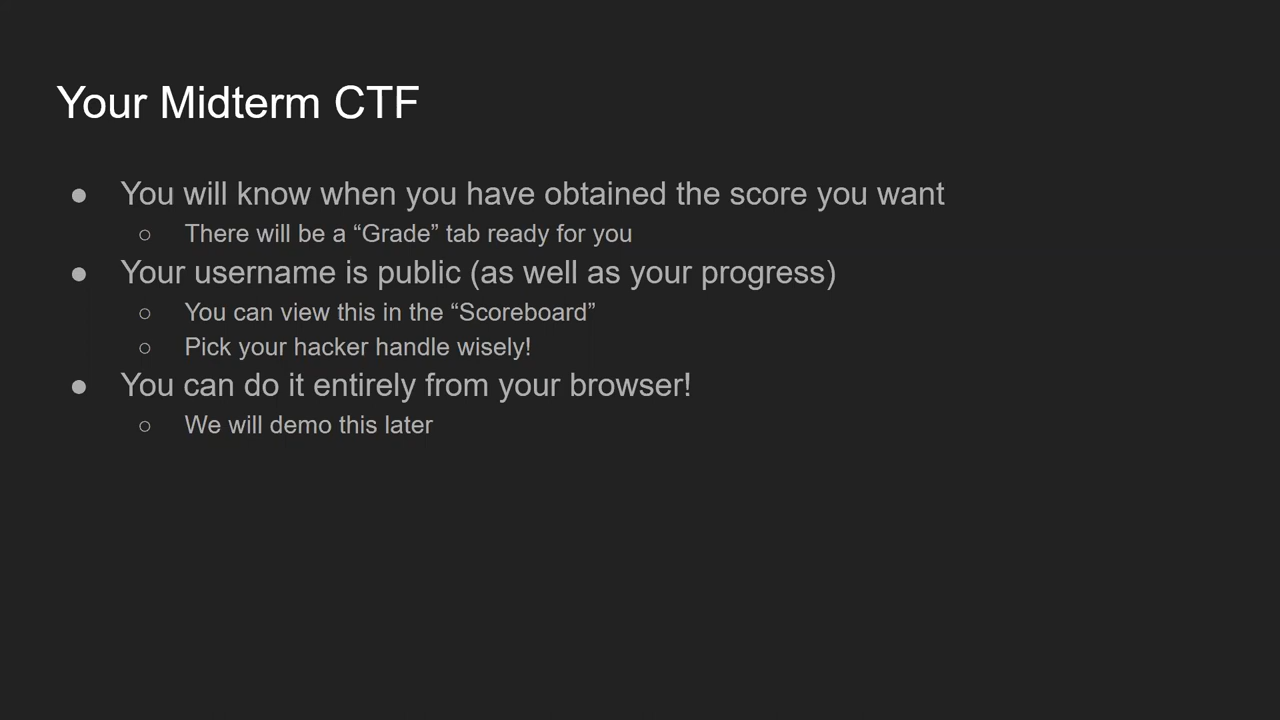 Your Midterm CTF
● You will know when you have obtained the score you want
○ There will be a “Grade” tab ready for you
● Your username is public (as well as your progress)
○ You can view this in the “Scoreboard”
○ Pick your hacker handle wisely!
● You can do it entirely from your browser!
○ We will demo this later